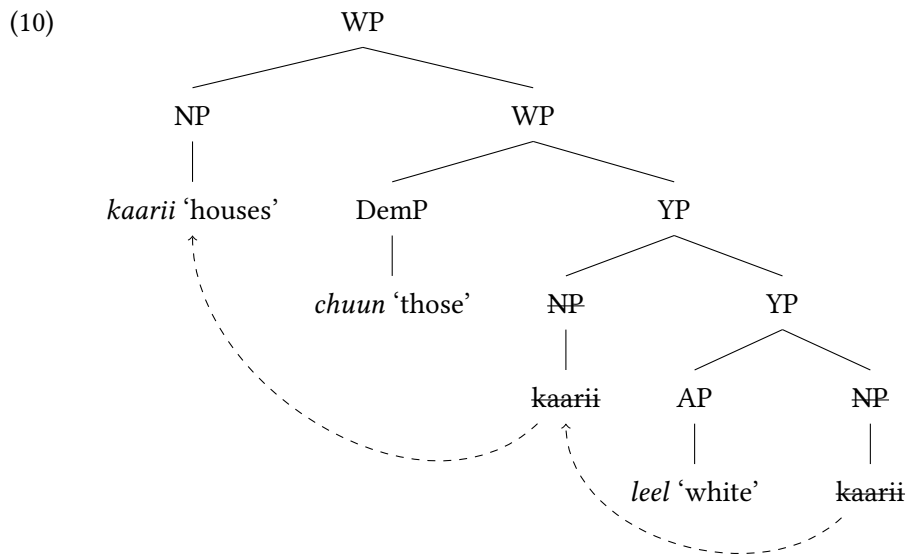 (10) WP
NP WP
kaarii ‘houses’ DemP YP
chuun ‘those’ NP YP
kaarii AP NP
leel ‘white’ kaarii